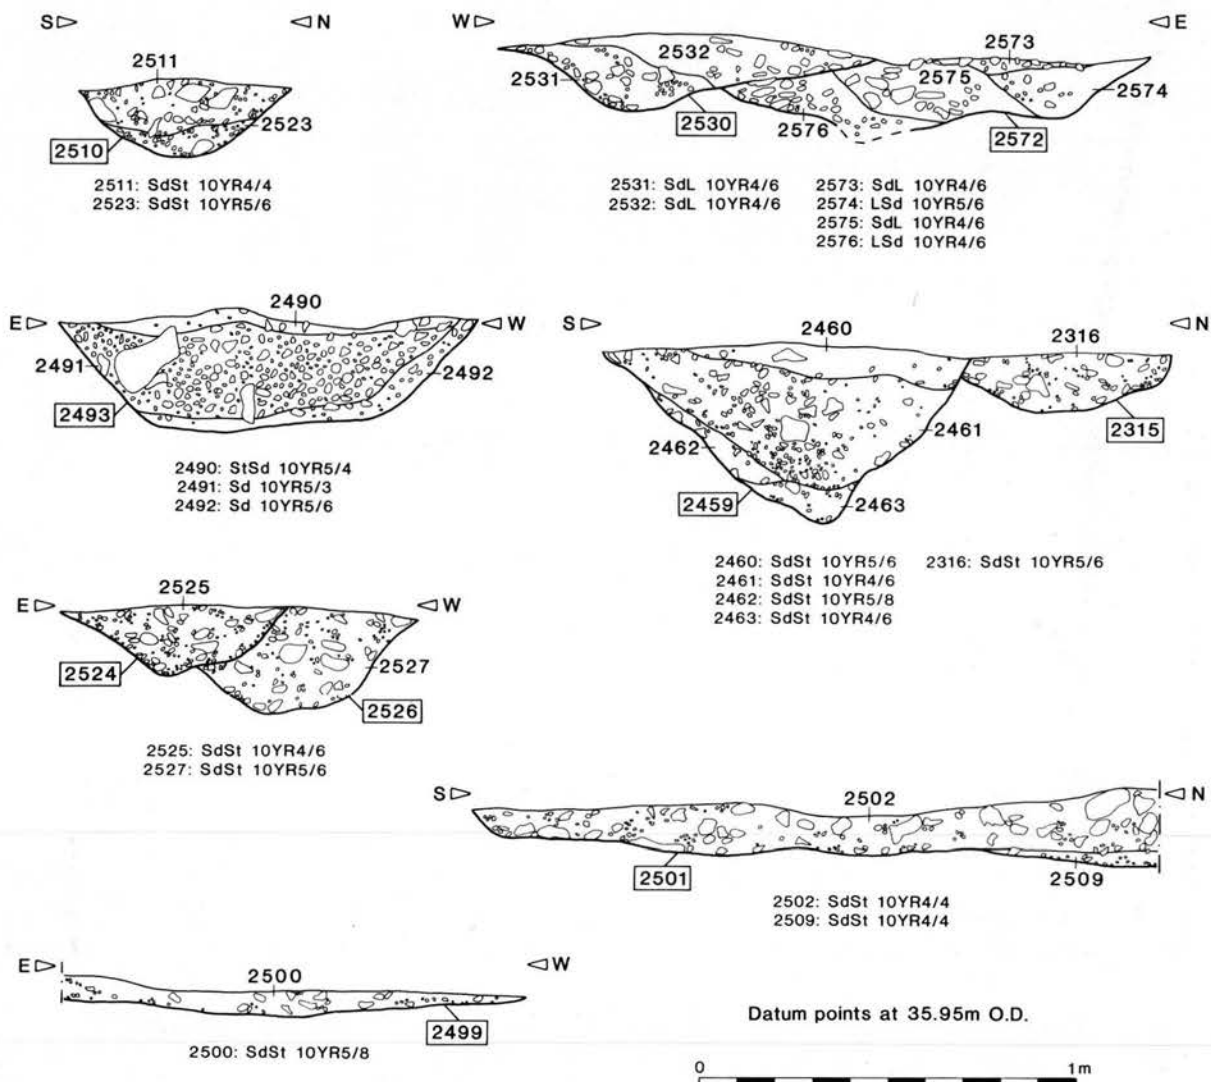 S N
2511
2523
2510
2511: SdSt 10YR4/4
2523: SdSt 10YR5/6
W E
2532
2573
2531
2575
2574
2530
2576
2572
2531: SdL 10YR4/6
2532: SdL 10YR4/6
2573: SdL 10YR4/6
2574: LSd 10YR5/6
2575: SdL 10YR4/6
2576: LSd 10YR4/6
E W
2490
2491
2492
2493
2490: StSd 10YR5/4
2491: Sd 10YR5/3
2492: Sd 10YR5/6
S N
2460
2316
2461
2315
2462
2459
2463
2460: SdSt 10YR5/6
2461: SdSt 10YR4/6
2462: SdSt 10YR5/8
2463: SdSt 10YR4/6
2316: SdSt 10YR5/6
E W
2525
2527
2524
2526
2525: SdSt 10YR4/6
2527: SdSt 10YR5/6
S N
2502
2501
2509
2502: SdSt 10YR4/4
2509: SdSt 10YR4/4
E W
2500
2499
2500: SdSt 10YR5/8
Datum points at 35.95m O.D.
0 1m